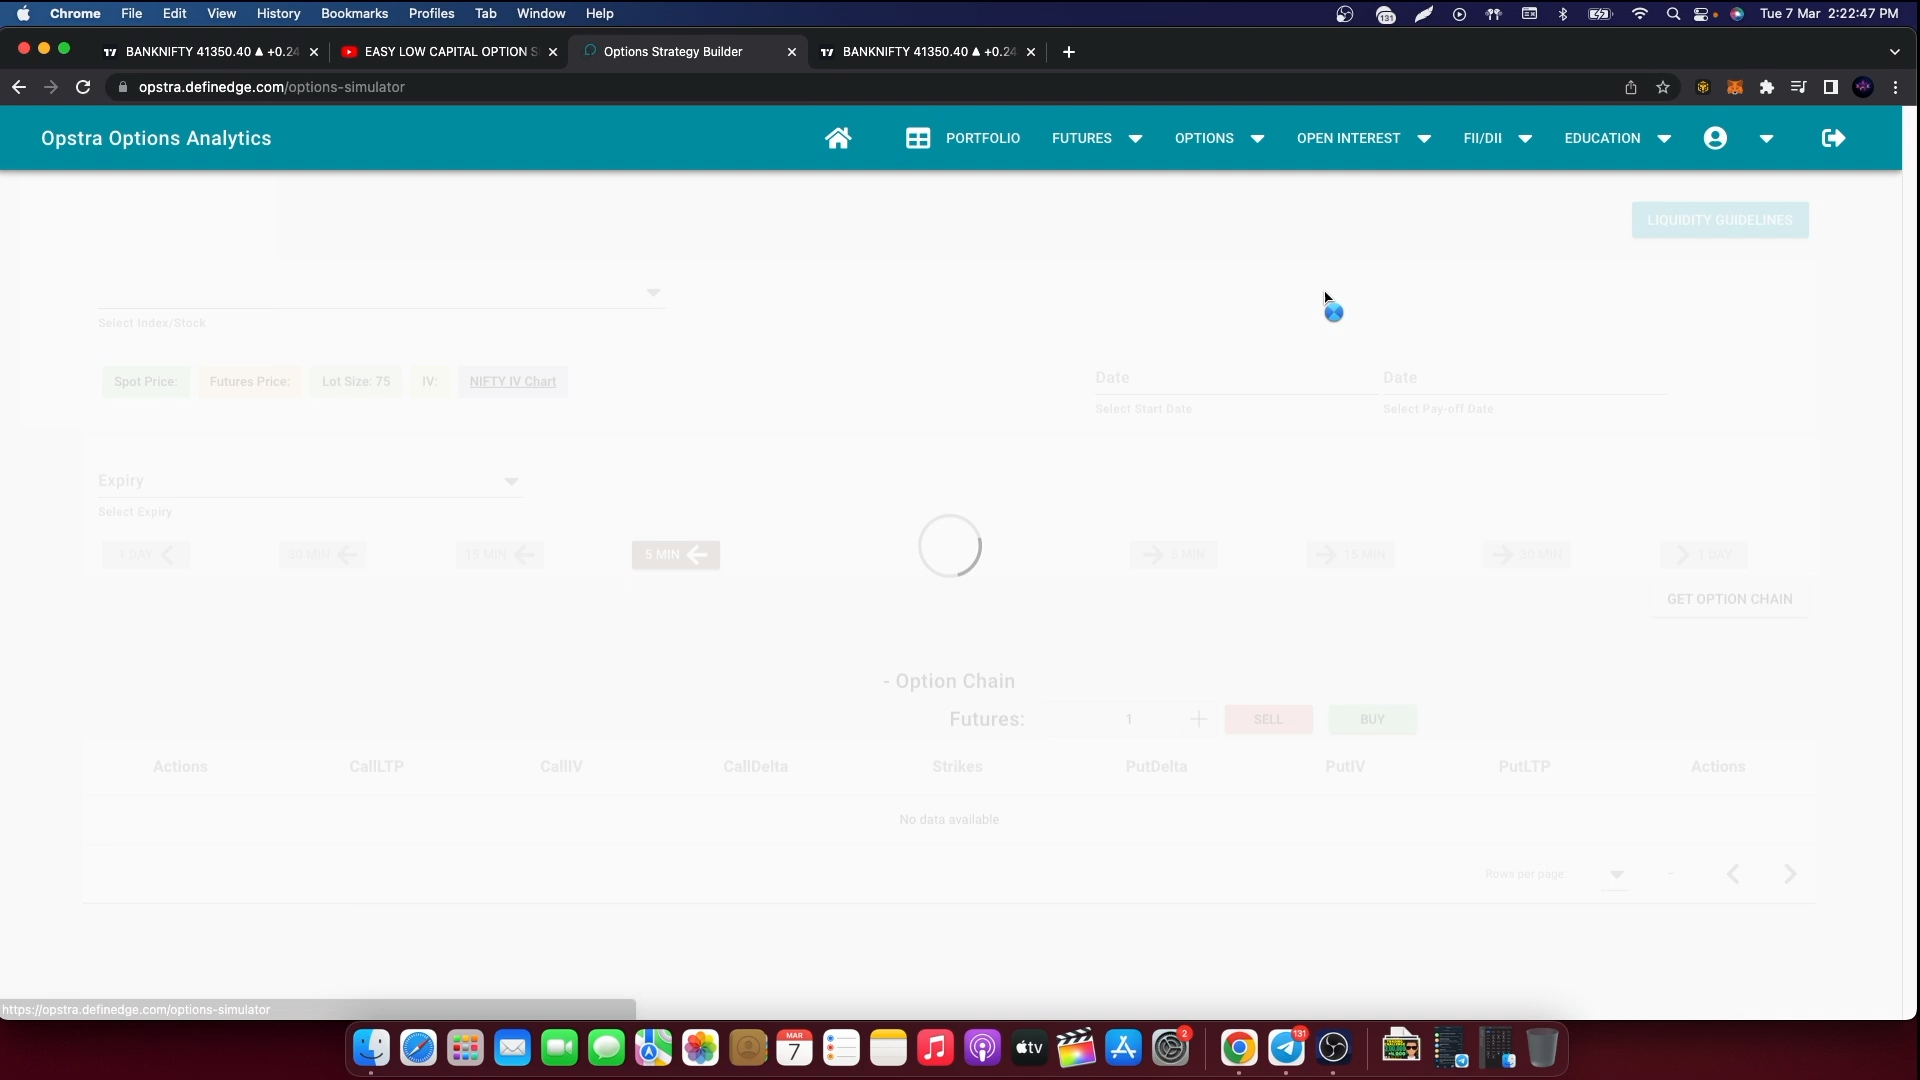 Chrome File Edit View History Bookmarks Profiles Tab Window Help 131 Tue 7 Mar 2:22:47 PM
BANKNIFTY 41350.40 ▲ +0.24 EASY LOW CAPITAL OPTION S Options Strategy Builder BANKNIFTY 41350.40 ▲ +0.24
opstra.definedge.com/options-simulator
Opstra Options Analytics PORTFOLIO FUTURES OPTIONS OPEN INTEREST FII/DII EDUCATION
LIQUIDITY GUIDELINES
Select Index/Stock
Spot Price: Futures Price: Lot Size: 75 IV: NIFTY IV Chart
Date Date
Select Start Date Select Pay-off Date
Expiry
Select Expiry
1 DAY 30 MIN 15 MIN 5 MIN 5 MIN 15 MIN 30 MIN 1 DAY
GET OPTION CHAIN
- Option Chain
Futures: 1 SELL BUY
Actions CallLTP CallIV CallDelta Strikes PutDelta PutIV PutLTP Actions
No data available
Rows per page: -
https://opstra.definedge.com/options-simulator
MAR 7 tv 2 131